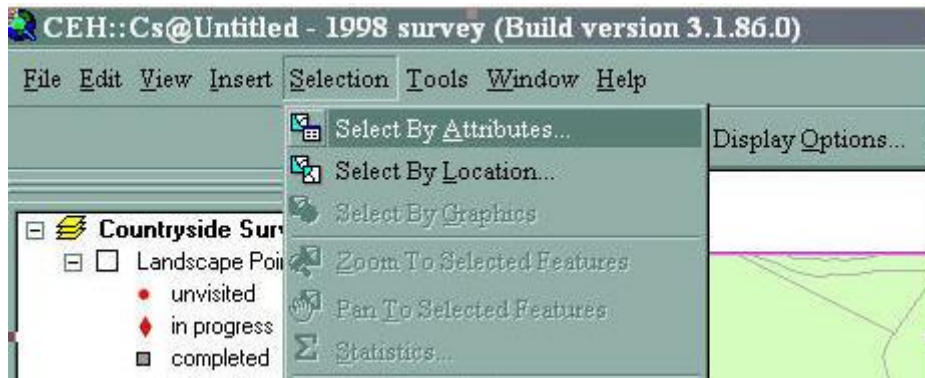 CEH::Cs@Untitled - 1998 survey (Build version 3.1.86.0)
File Edit View Insert Selection Tools Window Help
Select By Attributes...
Display Options...
Select By Location...
Select By Graphics
Countryside Sur
Landscape Poi
Zoom To Selected Features
unvisited
Pan To Selected Features
in progress
Statistics...
completed